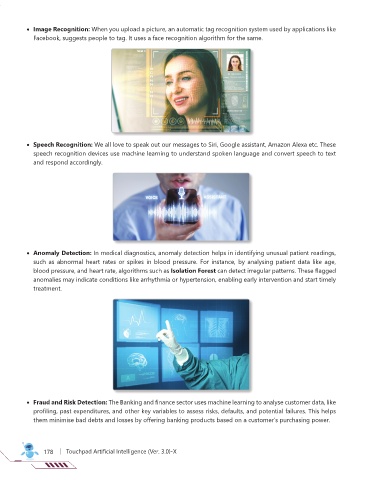 • Image Recognition: When you upload a picture, an automatic tag recognition system used by applications like
Facebook, suggests people to tag. It uses a face recognition algorithm for the same.
• Speech Recognition: We all love to speak out our messages to Siri, Google assistant, Amazon Alexa etc. These
speech recognition devices use machine learning to understand spoken language and convert speech to text
and respond accordingly.
• Anomaly Detection: In medical diagnostics, anomaly detection helps in identifying unusual patient readings,
such as abnormal heart rates or spikes in blood pressure. For instance, by analysing patient data like age,
blood pressure, and heart rate, algorithms such as Isolation Forest can detect irregular patterns. These flagged
anomalies may indicate conditions like arrhythmia or hypertension, enabling early intervention and start timely
treatment.
• Fraud and Risk Detection: The Banking and finance sector uses machine learning to analyse customer data, like
profiling, past expenditures, and other key variables to assess risks, defaults, and potential failures. This helps
them minimise bad debts and losses by offering banking products based on a customer's purchasing power.
178 | Touchpad Artificial Intelligence (Ver. 3.0)-X